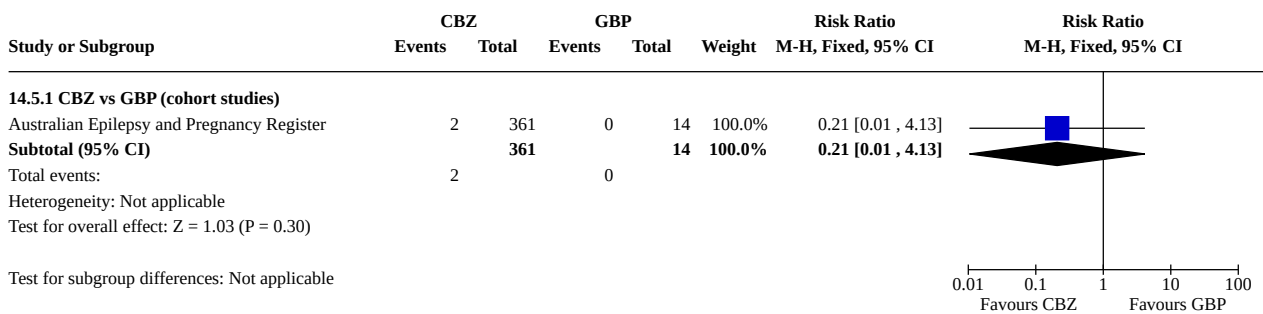 CBZ GBP Risk Ratio Risk Ratio
Study or Subgroup Events Total Events Total Weight M-H, Fixed, 95% CI M-H, Fixed, 95% CI
14.5.1 CBZ vs GBP (cohort studies)
Australian Epilepsy and Pregnancy Register 2 361 0 14 100.0% 0.21 [0.01 , 4.13]
Subtotal (95% CI) 361 14 100.0% 0.21 [0.01 , 4.13]
Total events: 2 0
Heterogeneity: Not applicable
Test for overall effect: Z = 1.03 (P = 0.30)
Test for subgroup differences: Not applicable
0.01 0.1 1 10 100
Favours CBZ Favours GBP